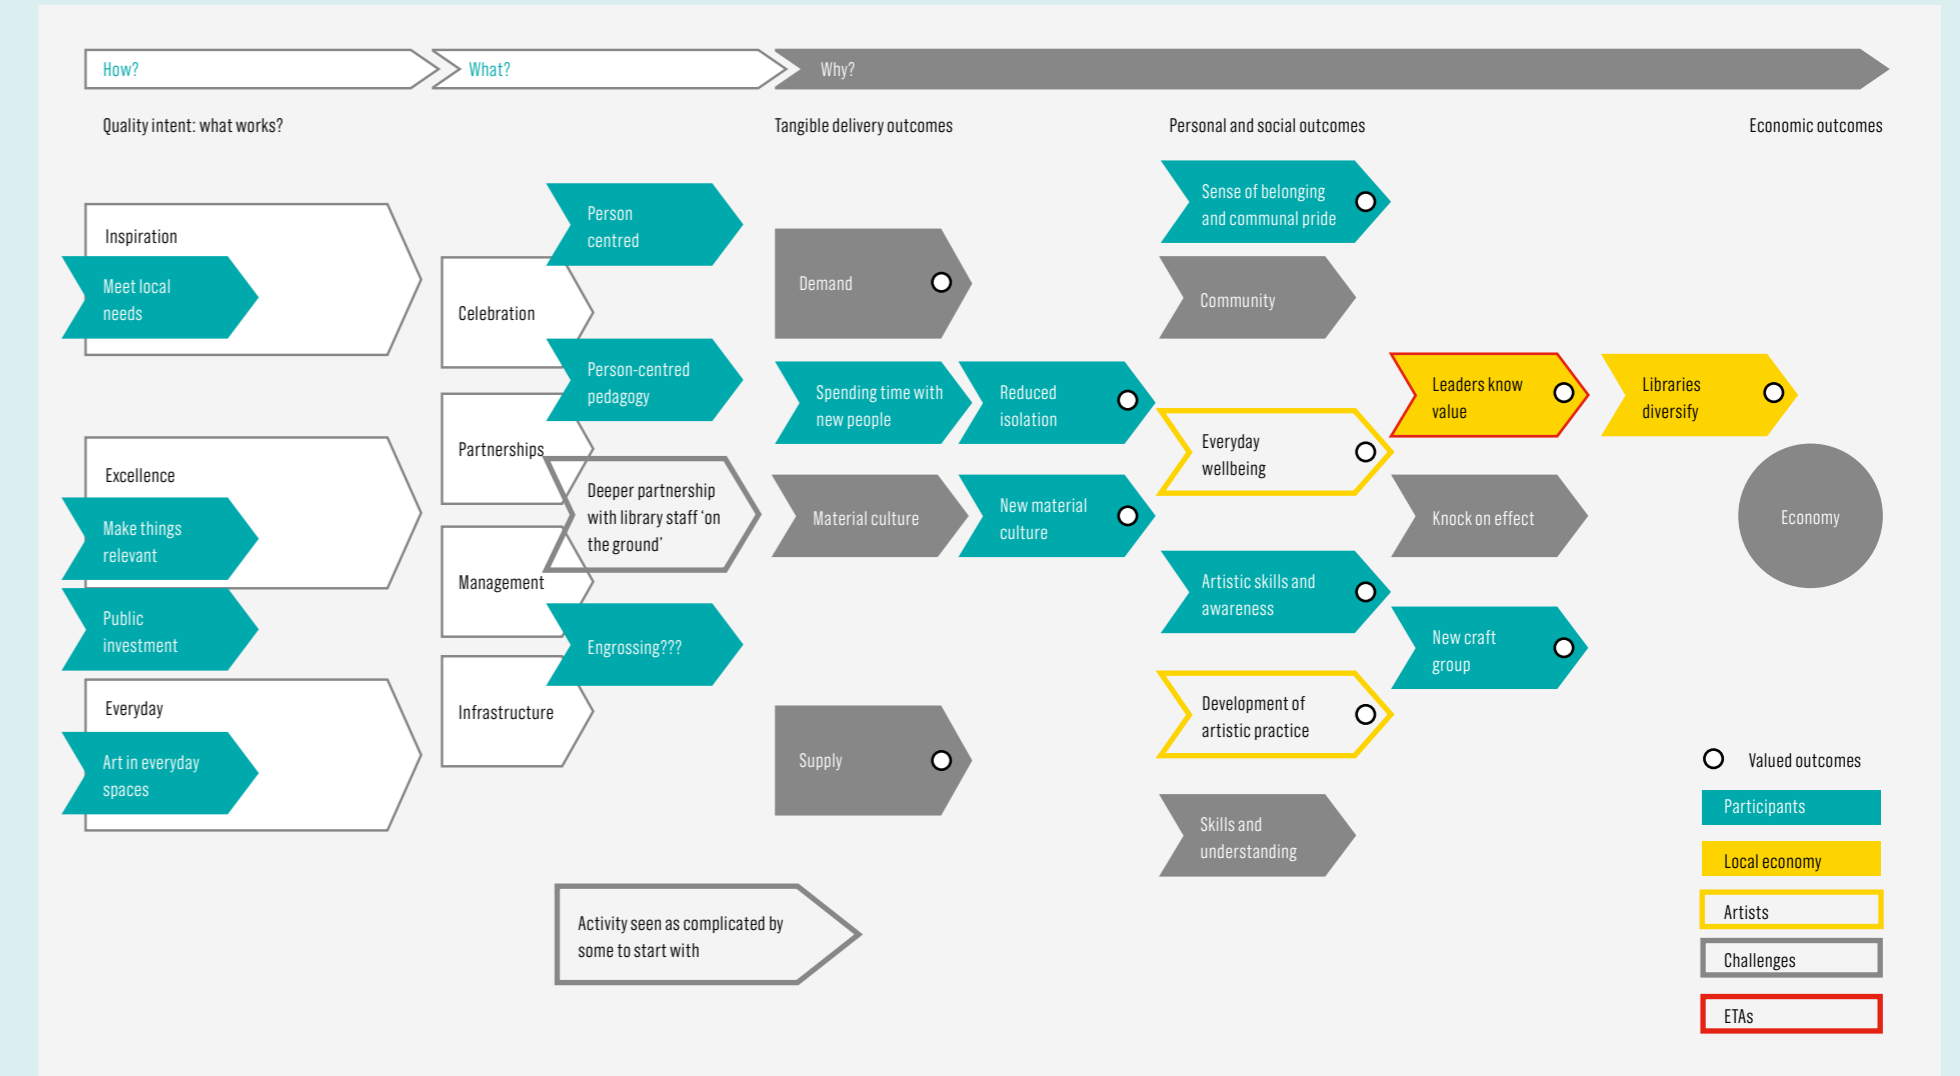 How?
What?
Why?
Quality intent: what works?
Tangible delivery outcomes
Personal and social outcomes
Economic outcomes
Inspiration
Meet local
needs
Excellence
Make things
relevant
Public
investment
Everyday
Art in everyday
spaces
Celebration
Partnerships
Management
Infrastructure
Person
centred
Person-centred
pedagogy
Deeper partnership
with library staff ‘on
the ground’
Engrossing???
Activity seen as complicated by
some to start with
Demand
Spending time with
new people
Reduced
isolation
Material culture
New material
culture
Supply
Sense of belonging
and communal pride
Community
Everyday
wellbeing
Artistic skills and
awareness
Development of
artistic practice
Skills and
understanding
Leaders know
value
Knock on effect
New craft
group
Libraries
diversify
Economy
Valued outcomes
Participants
Local economy
Artists
Challenges
ETAs